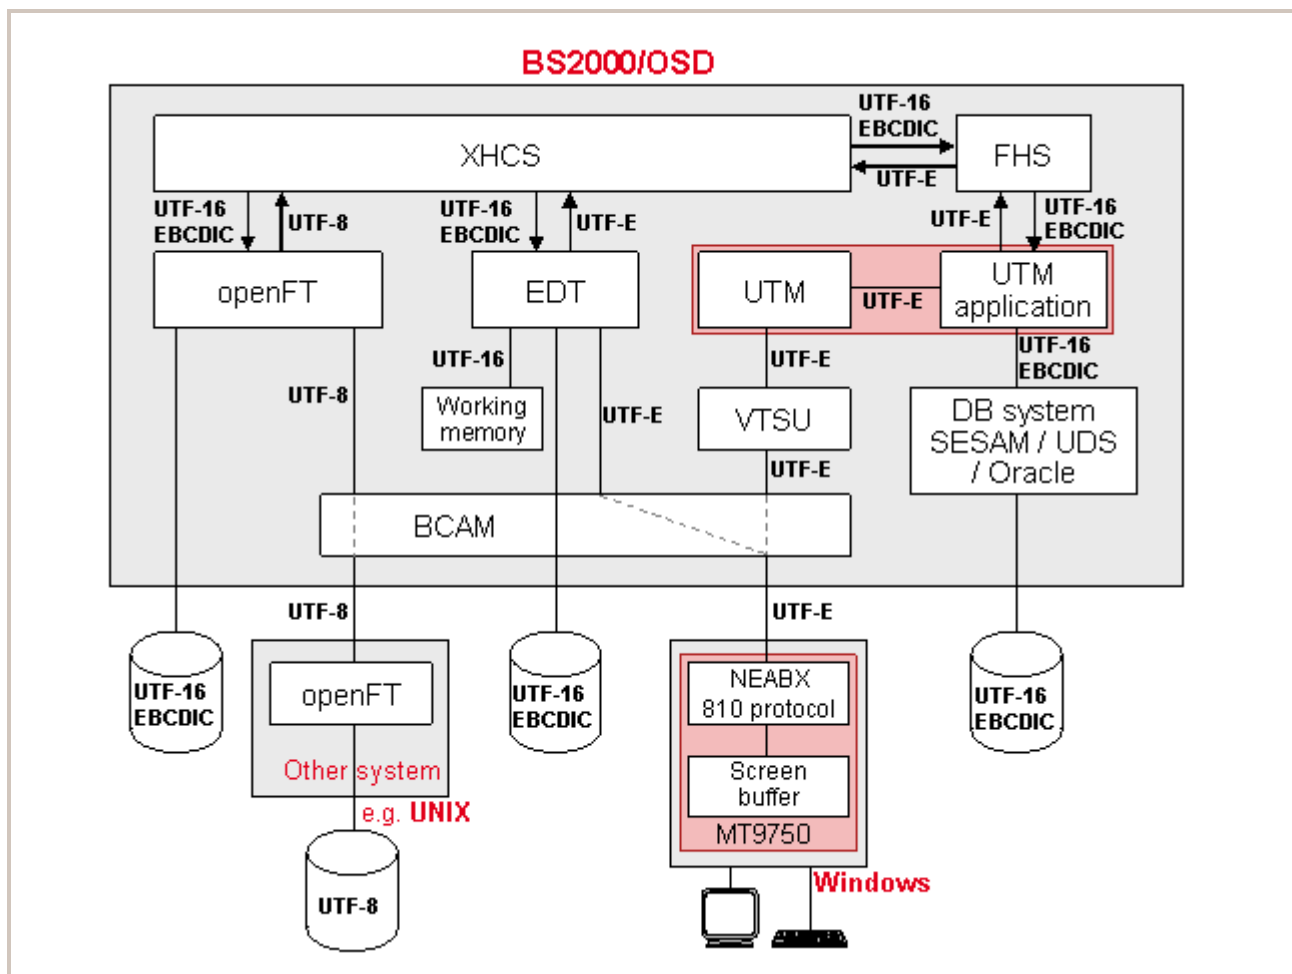 BS2000/OSD
UTF-16
EBCDIC
XHCS
FHS
UTF-E
UTF-16
EBCDIC
UTF-8
UTF-16
EBCDIC
UTF-E
UTF-E
UTF-16
EBCDIC
openFT
EDT
UTM
UTF-E
UTM
application
UTF-16
UTF-E
UTF-16
EBCDIC
UTF-8
Working
memory
UTF-E
VTSU
DB system
SESAM / UDS
/ Oracle
UTF-E
BCAM
UTF-8
UTF-E
UTF-16
EBCDIC
openFT
UTF-16
EBCDIC
NEABX
810 protocol
UTF-16
EBCDIC
Other system
Screen
buffer
e.g. UNIX
MT9750
Windows
UTF-8